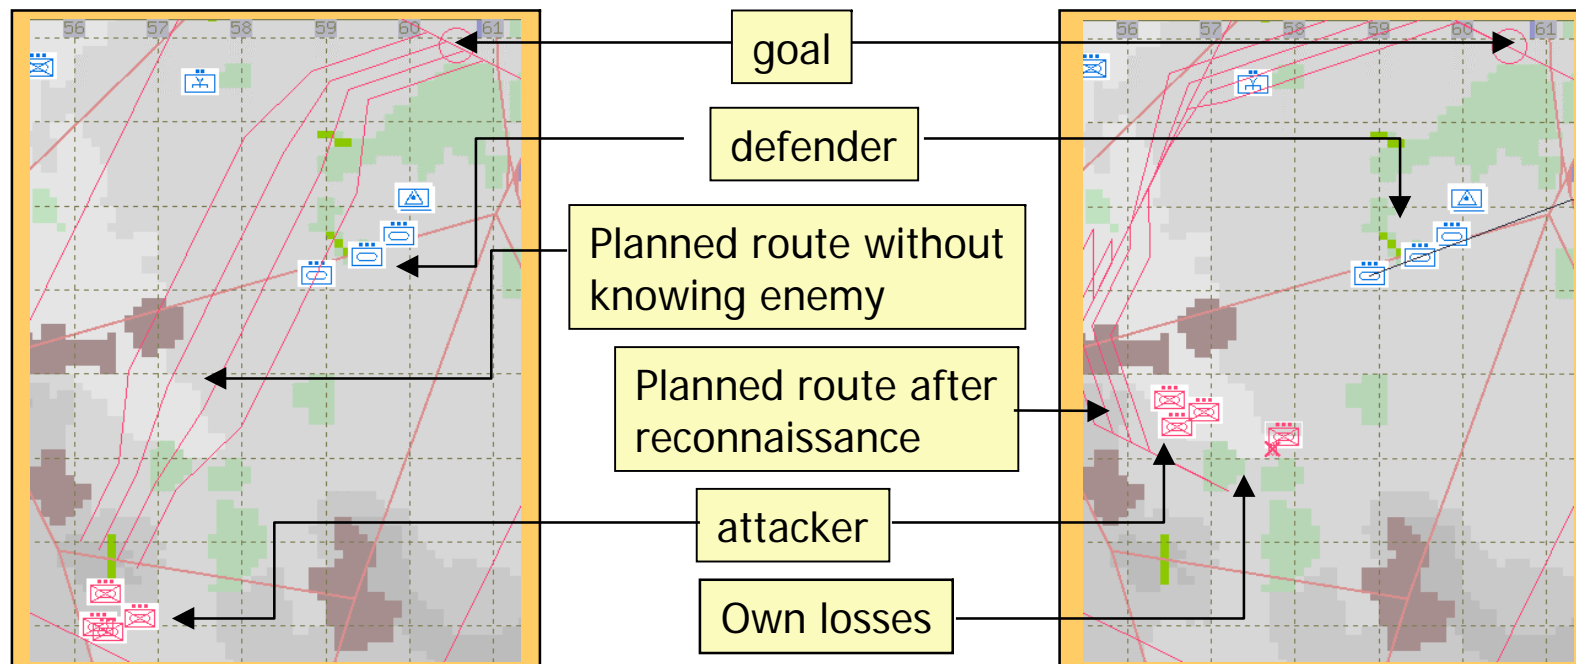 56 57 58 59 60 61
56 57 58 59 60 61
goal
defender
Planned route without
knowing enemy
Planned route after
reconnaissance
attacker
Own losses